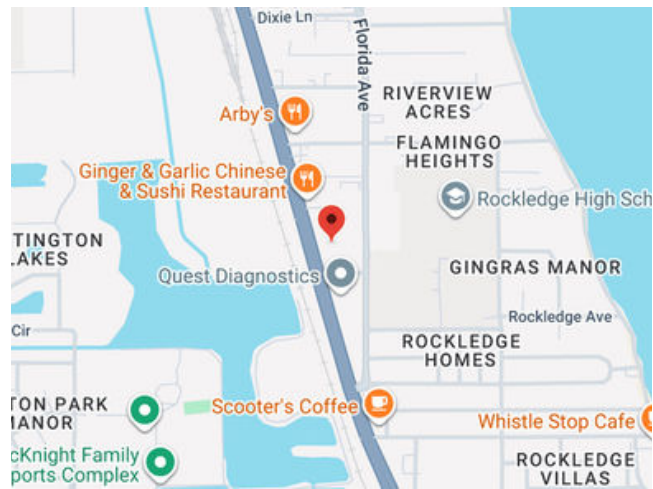 Dixie Ln
Florida Ave
RIVERVIEW
ACRES
Arby's
FLAMINGO
HEIGHTS
Ginger & Garlic Chinese
& Sushi Restaurant
Rockledge High Sch
TINGTON
LAKES
Quest Diagnostics
GINGRAS MANOR
Cir
Rockledge Ave
ROCKLEDGE
HOMES
TON PARK
MANOR
Scooter's Coffee
Whistle Stop Cafe
cKnight Family
ports Complex
ROCKLEDGE
VILLAS